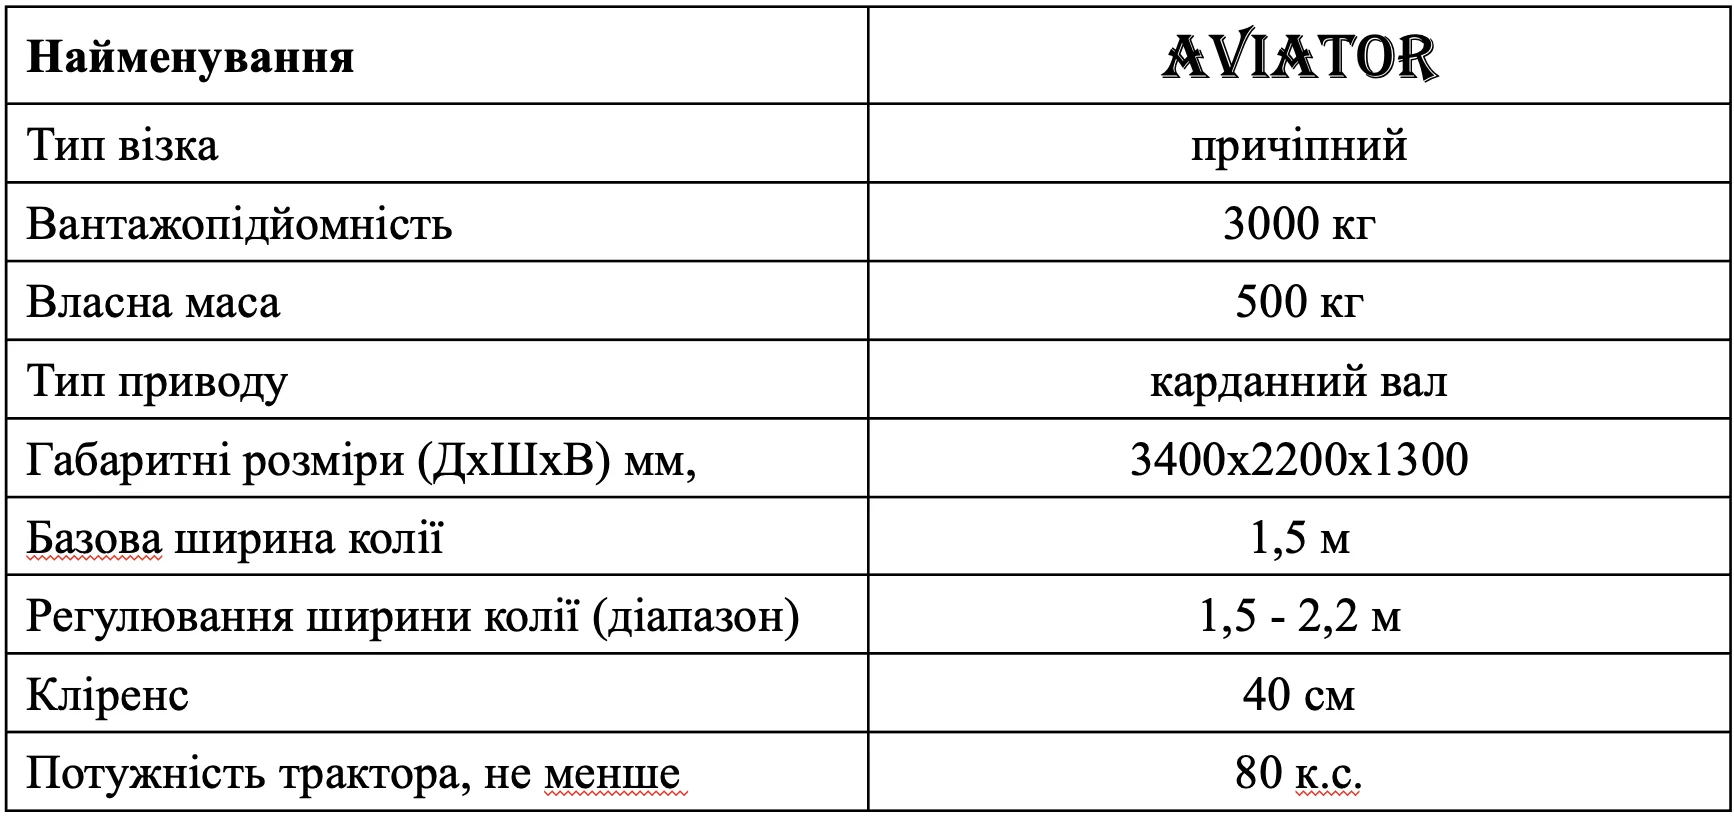 Найменування AVIATOR
Тип візка причіпний
Вантажопідйомність 3000 кг
Власна маса 500 кг
Тип приводу карданний вал
Габаритні розміри (ДхШхВ) мм, 3400х2200х1300
Базова ширина колії 1,5 м
Регулювання ширини колії (діапазон) 1,5 - 2,2 м
Кліренс 40 см
Потужність трактора, не менше 80 к.с.